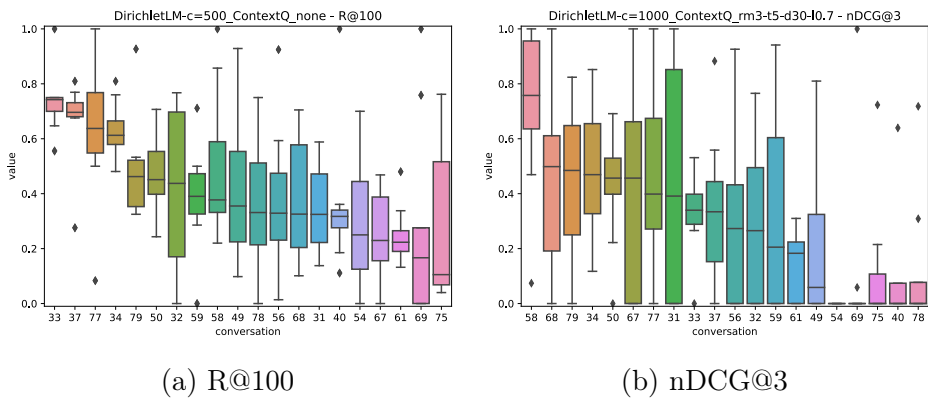 DirichletLM-c=500_ContextQ_none - R@100
1.0
0.8
0.6
0.4
0.2
0.0
value
33 37 77 34 79 50 32 59 58 49 78 56 68 31 40 54 67 61 69 75
conversation
(a) R@100
DirichletLM-c=1000_ContextQ_rm3-t5-d30-l0.7 - nDCG@3
1.0
0.8
0.6
0.4
0.2
0.0
value
58 68 79 34 50 67 77 31 33 37 56 32 59 61 49 54 69 75 40 78
conversation
(b) nDCG@3